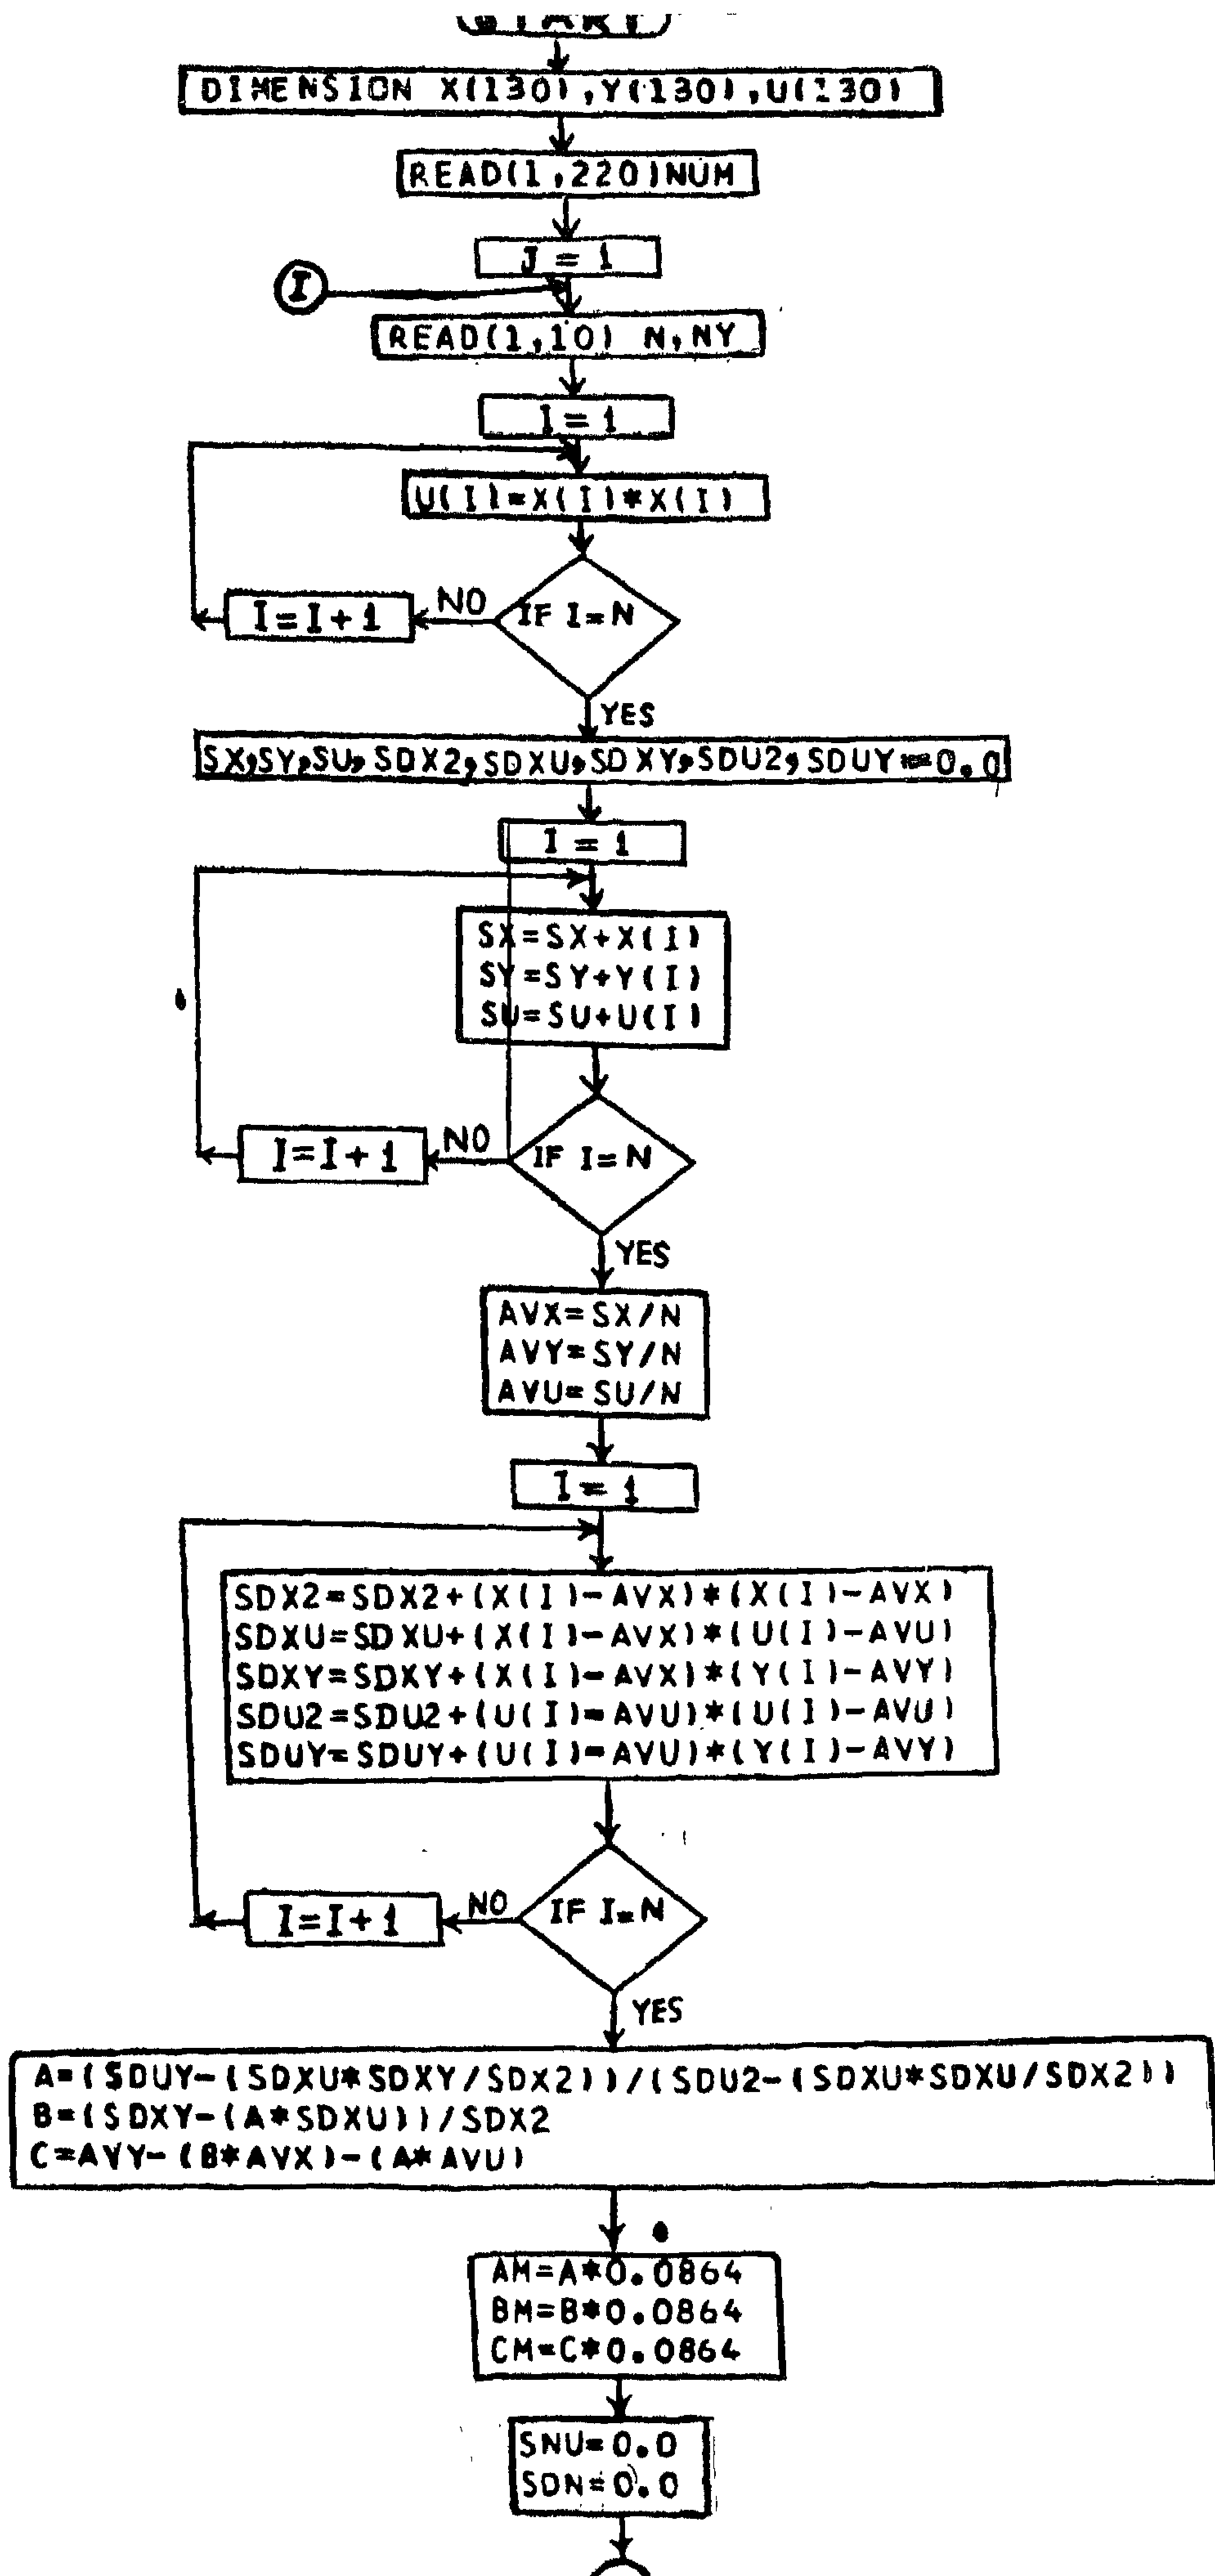 START
DIMENSION X(130),Y(130),U(130)
READ(1,220)NUM
J = 1
I
READ(1,10) N,NY
I = 1
U(I)=X(I)*X(I)
IF I=N
NO
I=I+1
YES
SX,SY,SU,SDX2,SDXU,SDXY,SDU2,SDUY=0.0
I = 1
SX=SX+X(I)
SY=SY+Y(I)
SU=SU+U(I)
IF I=N
NO
I=I+1
YES
AVX=SX/N
AVY=SY/N
AVU=SU/N
I = 1
SDX2=SDX2+(X(I)-AVX)*(X(I)-AVX)
SDXU=SDXU+(X(I)-AVX)*(U(I)-AVU)
SDXY=SDXY+(X(I)-AVX)*(Y(I)-AVY)
SDU2=SDU2+(U(I)-AVU)*(U(I)-AVU)
SDUY=SDUY+(U(I)-AVU)*(Y(I)-AVY)
IF I=N
NO
I=I+1
YES
A=(SDUY-(SDXU*SDXY/SDX2))/(SDU2-(SDXU*SDXU/SDX2))
B=(SDXY-(A*SDXU))/SDX2
C=AVY-(B*AVX)-(A*AVU)
AM=A*0.0864
BM=B*0.0864
CM=C*0.0864
SNU=0.0
SDN=0.0